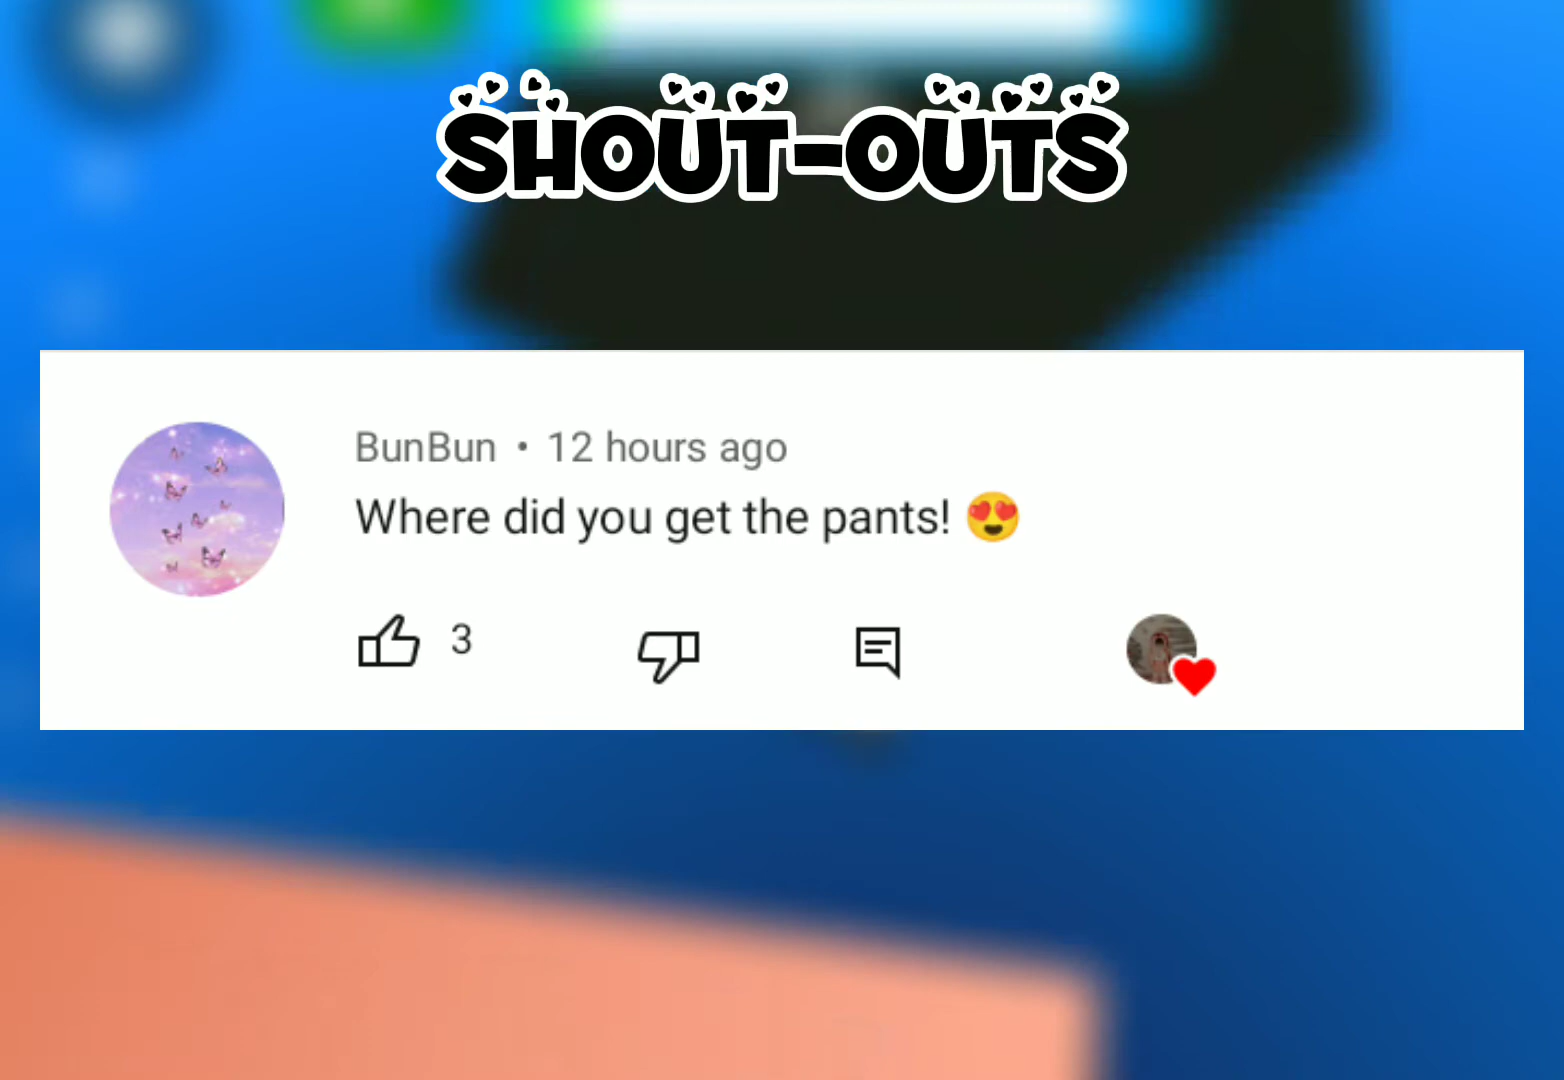 SHOUT-OUTS
BunBun • 12 hours ago
Where did you get the pants! 😍
3